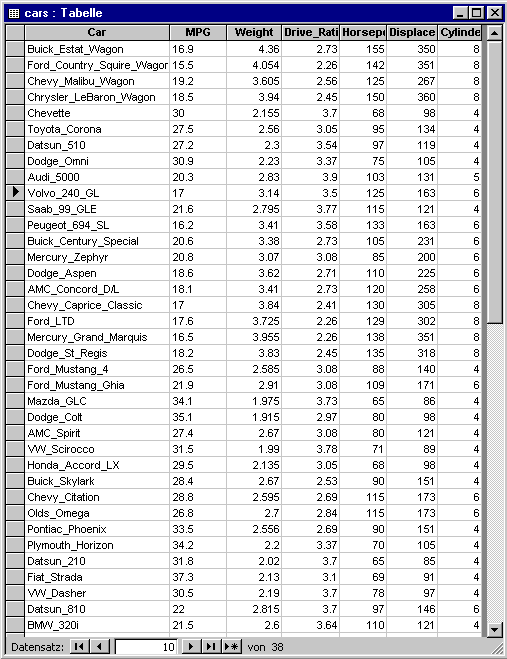 cars : Tabelle
Car MPG Weight Drive_Rati Horsep Displace Cylinde
Buick_Estat_Wagon 16.9 4.36 2.73 155 350 8
Ford_Country_Squire_Wagor 15.5 4.054 2.26 142 351 8
Chevy_Malibu_Wagon 19.2 3.605 2.56 125 267 8
Chrysler_LeBaron_Wagon 18.5 3.94 2.45 150 360 8
Chevette 30 2.155 3.7 68 98 4
Toyota_Corona 27.5 2.56 3.05 95 134 4
Datsun_510 27.2 2.3 3.54 97 119 4
Dodge_Omni 30.9 2.23 3.37 75 105 4
Audi_5000 20.3 2.83 3.9 103 131 5
Volvo_240_GL 17 3.14 3.5 125 163 6
Saab_99_GLE 21.6 2.795 3.77 115 121 4
Peugeot_694_SL 16.2 3.41 3.58 133 163 6
Buick_Century_Special 20.6 3.38 2.73 105 231 6
Mercury_Zephyr 20.8 3.07 3.08 85 200 6
Dodge_Aspen 18.6 3.62 2.71 110 225 6
AMC_Concord_D/L 18.1 3.41 2.73 120 258 6
Chevy_Caprice_Classic 17 3.84 2.41 130 305 8
Ford_LTD 17.6 3.725 2.26 129 302 8
Mercury_Grand_Marquis 16.5 3.955 2.26 138 351 8
Dodge_St_Regis 18.2 3.83 2.45 135 318 8
Ford_Mustang_4 26.5 2.585 3.08 88 140 4
Ford_Mustang_Ghia 21.9 2.91 3.08 109 171 6
Mazda_GLC 34.1 1.975 3.73 65 86 4
Dodge_Colt 35.1 1.915 2.97 80 98 4
AMC_Spirit 27.4 2.67 3.08 80 121 4
VW_Scirocco 31.5 1.99 3.78 71 89 4
Honda_Accord_LX 29.5 2.135 3.05 68 98 4
Buick_Skylark 28.4 2.67 2.53 90 151 4
Chevy_Citation 28.8 2.595 2.69 115 173 6
Olds_Omega 26.8 2.7 2.84 115 173 6
Pontiac_Phoenix 33.5 2.556 2.69 90 151 4
Plymouth_Horizon 34.2 2.2 3.37 70 105 4
Datsun_210 31.8 2.02 3.7 65 85 4
Fiat_Strada 37.3 2.13 3.1 69 91 4
VW_Dasher 30.5 2.19 3.7 78 97 4
Datsun_810 22 2.815 3.7 97 146 6
BMW_320i 21.5 2.6 3.64 110 121 4
Datensatz: 10 von 38